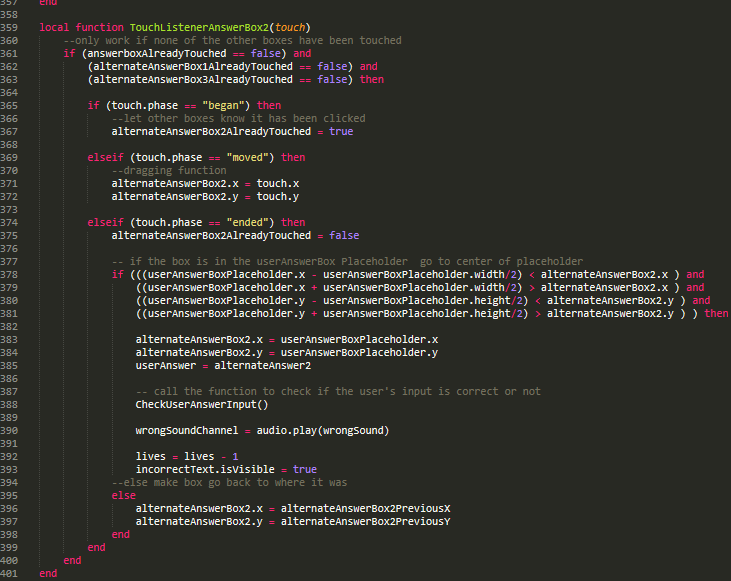 357 end
358
359 local function TouchListenerAnswerBox2(touch)
360 --only work if none of the other boxes have been touched
361 if (answerboxAlreadyTouched == false) and
362 (alternateAnswerBox1AlreadyTouched == false) and
363 (alternateAnswerBox3AlreadyTouched == false) then
364
365 if (touch.phase == "began") then
366 --let other boxes know it has been clicked
367 alternateAnswerBox2AlreadyTouched = true
368
369 elseif (touch.phase == "moved") then
370 --dragging function
371 alternateAnswerBox2.x = touch.x
372 alternateAnswerBox2.y = touch.y
373
374 elseif (touch.phase == "ended") then
375 alternateAnswerBox2AlreadyTouched = false
376
377 -- if the box is in the userAnswerBox Placeholder  go to center of placeholder
378 if (((userAnswerBoxPlaceholder.x - userAnswerBoxPlaceholder.width/2) < alternateAnswerBox2.x ) and
379 ((userAnswerBoxPlaceholder.x + userAnswerBoxPlaceholder.width/2) > alternateAnswerBox2.x ) and
380 ((userAnswerBoxPlaceholder.y - userAnswerBoxPlaceholder.height/2) < alternateAnswerBox2.y ) and
381 ((userAnswerBoxPlaceholder.y + userAnswerBoxPlaceholder.height/2) > alternateAnswerBox2.y ) ) then
382
383 alternateAnswerBox2.x = userAnswerBoxPlaceholder.x
384 alternateAnswerBox2.y = userAnswerBoxPlaceholder.y
385 userAnswer = alternateAnswer2
386
387 -- call the function to check if the user's input is correct or not
388 CheckUserAnswerInput()
389
390 wrongSoundChannel = audio.play(wrongSound)
391
392 lives = lives - 1
393 incorrectText.isVisible = true
394 --else make box go back to where it was
395 else
396 alternateAnswerBox2.x = alternateAnswerBox2PreviousX
397 alternateAnswerBox2.y = alternateAnswerBox2PreviousY
398 end
399 end
400 end
401 end